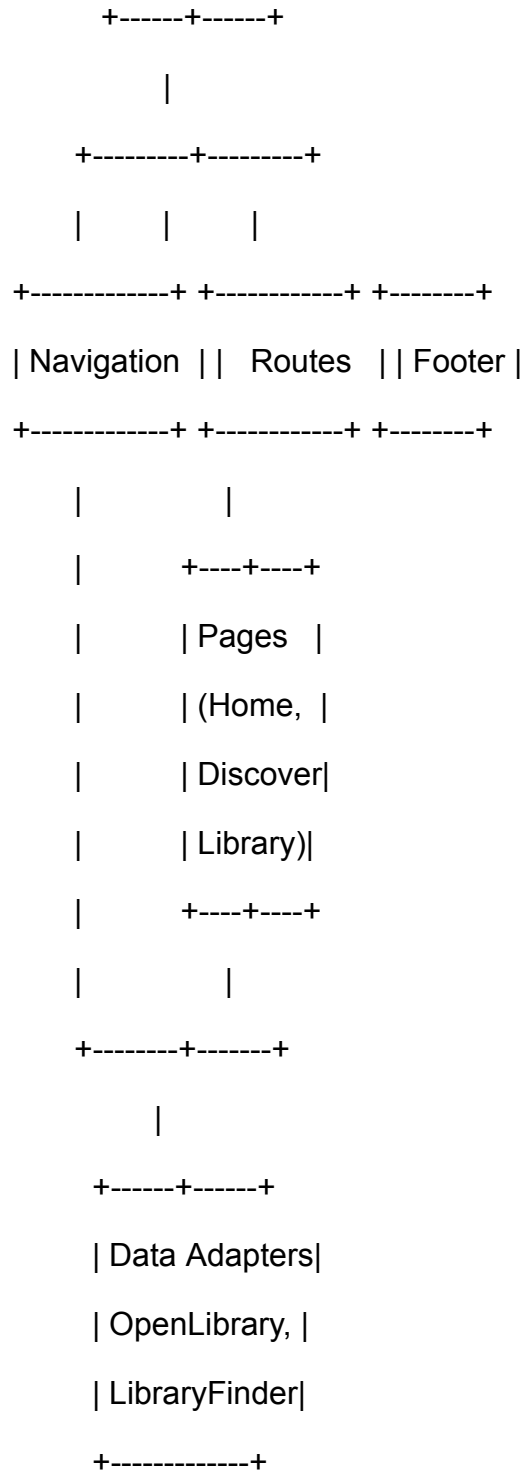 +------+------+
|
+---------+---------+
| | |
+-------------+ +------------+ +--------+
| Navigation | | Routes | | Footer |
+-------------+ +------------+ +--------+
| |
| +----+----+
| | Pages |
| | (Home, |
| | Discover|
| | Library)|
| +----+----+
| |
+--------+-------+
|
+------+------+
| Data Adapters|
| OpenLibrary, |
| LibraryFinder|
+-------------+